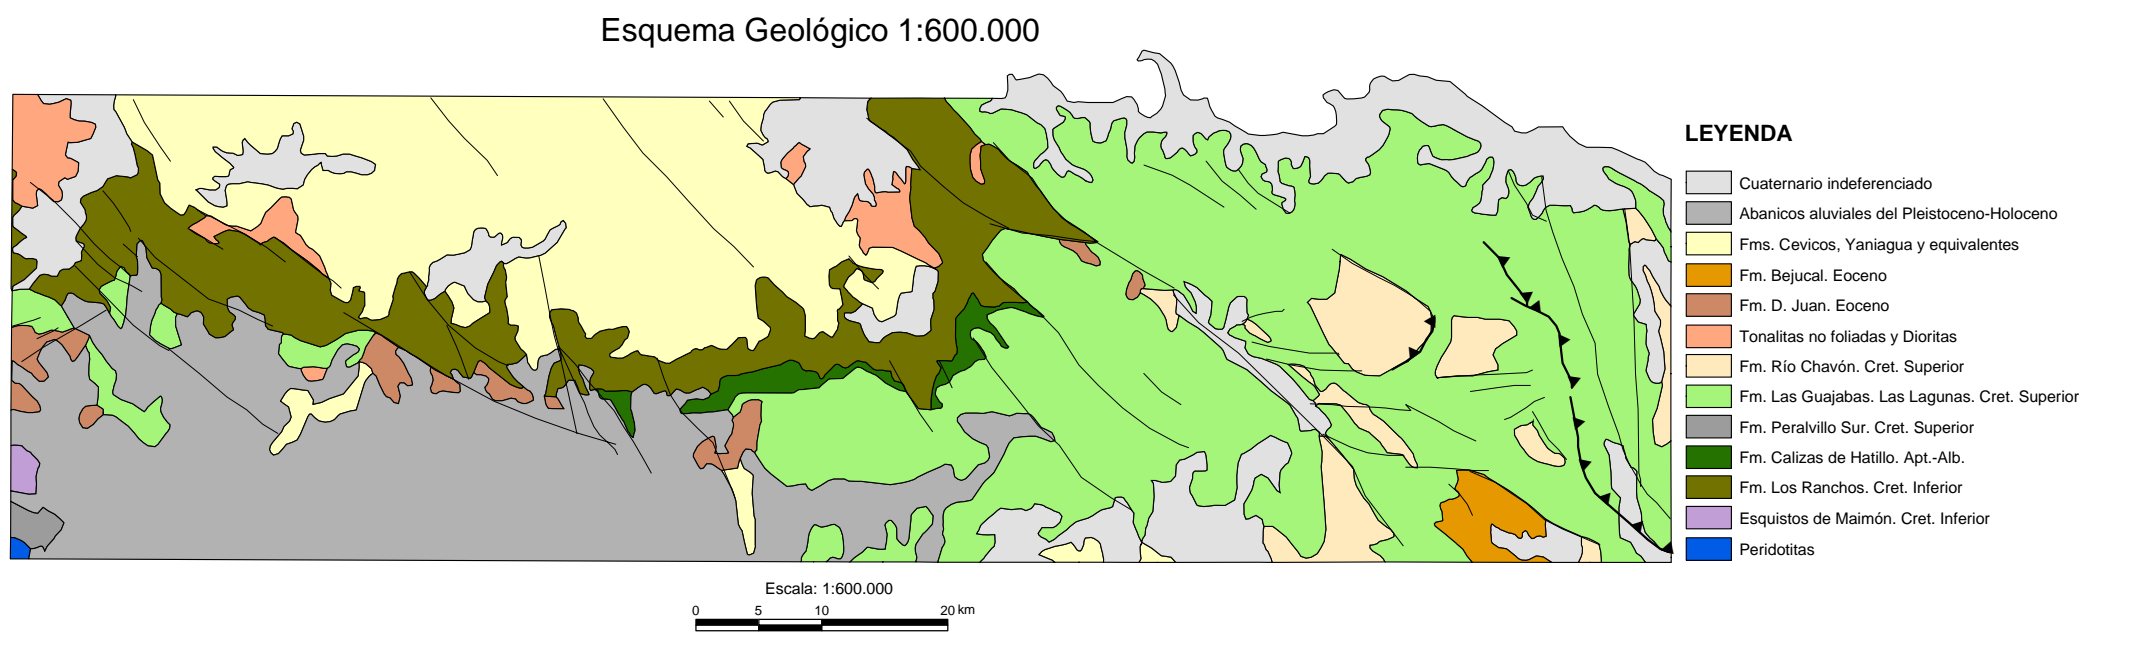 Esquema Geológico 1:600.000
LEYENDA
Cuaternario indeferenciado
Abanicos aluviales del Pleistoceno-Holoceno
Fms. Cevicos, Yaniagua y equivalentes
Fm. Bejucal. Eoceno
Fm. D. Juan. Eoceno
Tonalitas no foliadas y Dioritas
Fm. Río Chavón. Cret. Superior
Fm. Las Guajabas. Las Lagunas. Cret. Superior
Fm. Peralvillo Sur. Cret. Superior
Fm. Calizas de Hatillo. Apt.-Alb.
Fm. Los Ranchos. Cret. Inferior
Esquistos de Maimón. Cret. Inferior
Peridotitas
Escala: 1:600.000
0 5 10 20 km